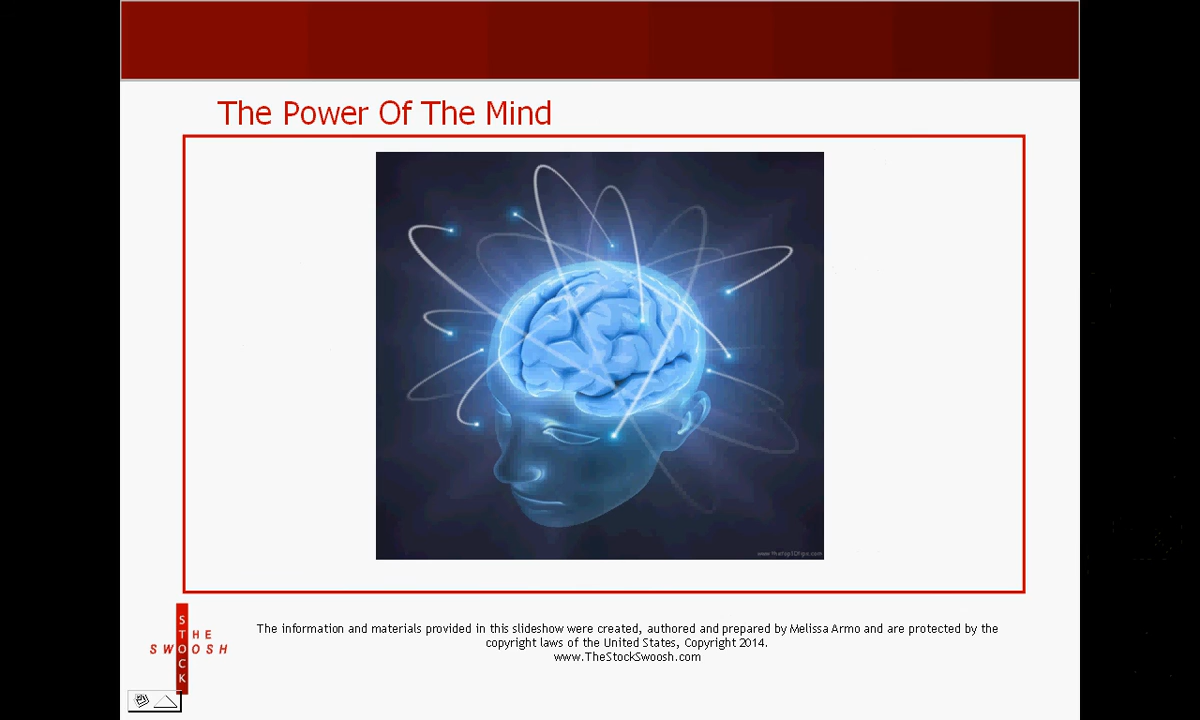 The Power Of The Mind
THE
STOCK
SWOOSH
The information and materials provided in this slideshow were created, authored and prepared by Melissa Armo and are protected by the
copyright laws of the United States, Copyright 2014.
www.TheStockSwoosh.com